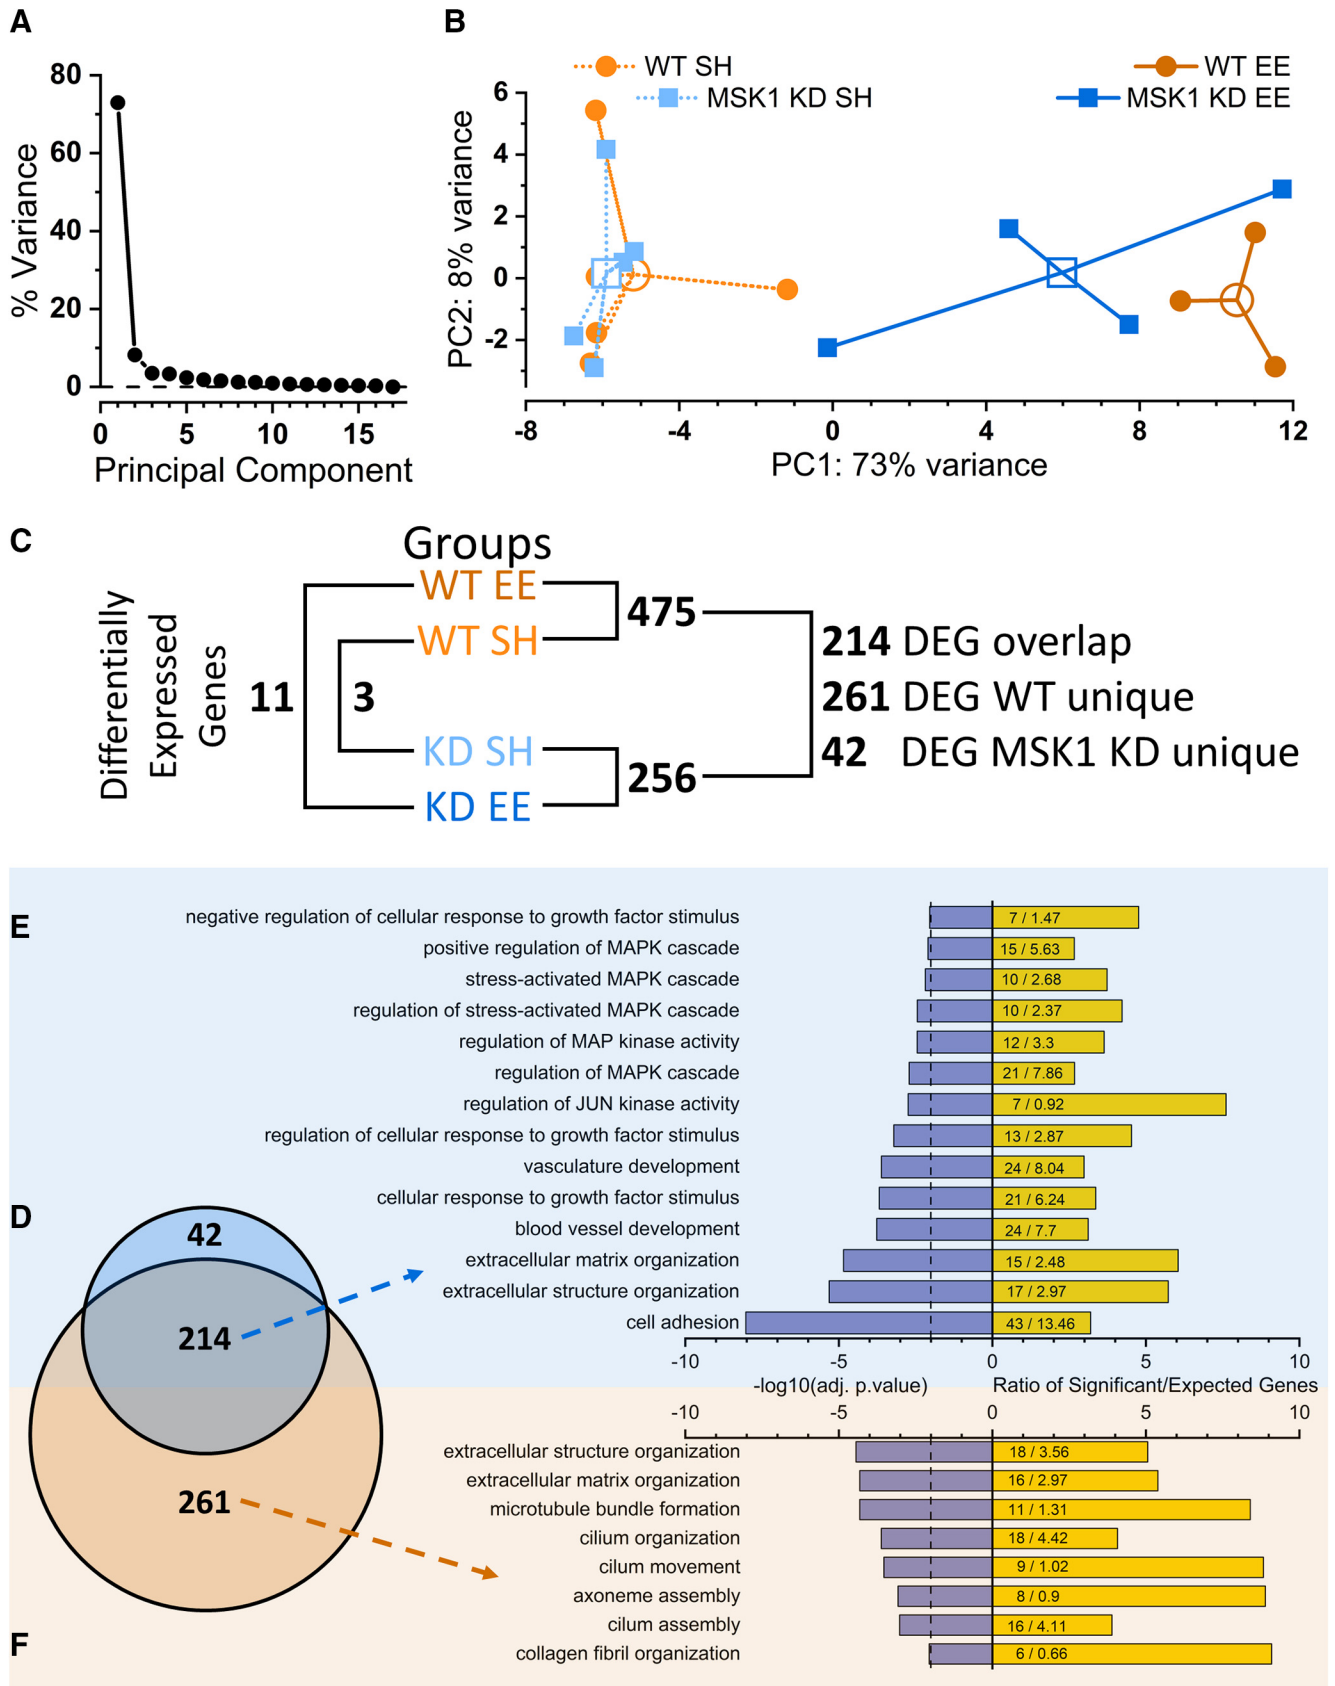 A
80
60
40
20
0
% Variance
0 5 10 15
Principal Component
B
WT SH
MSK1 KD SH
WT EE
MSK1 KD EE
6
4
2
0
-2
PC2: 8% variance
-8 -4 0 4 8 12
PC1: 73% variance
C
Groups
Differentially
Expressed
Genes
WT EE
WT SH
KD SH
KD EE
11
3
475
256
214 DEG overlap
261 DEG WT unique
42 DEG MSK1 KD unique
E
negative regulation of cellular response to growth factor stimulus 7 / 1.47
positive regulation of MAPK cascade 15 / 5.63
stress-activated MAPK cascade 10 / 2.68
regulation of stress-activated MAPK cascade 10 / 2.37
regulation of MAP kinase activity 12 / 3.3
regulation of MAPK cascade 21 / 7.86
regulation of JUN kinase activity 7 / 0.92
regulation of cellular response to growth factor stimulus 13 / 2.87
vasculature development 24 / 8.04
cellular response to growth factor stimulus 21 / 6.24
blood vessel development 24 / 7.7
extracellular matrix organization 15 / 2.48
extracellular structure organization 17 / 2.97
cell adhesion 43 / 13.46
-10 -5 0 5 10
-log10(adj. p.value) Ratio of Significant/Expected Genes
D
42
214
261
-10 -5 0 5 10
extracellular structure organization 18 / 3.56
extracellular matrix organization 16 / 2.97
microtubule bundle formation 11 / 1.31
cilium organization 18 / 4.42
cilum movement 9 / 1.02
axoneme assembly 8 / 0.9
cilum assembly 16 / 4.11
collagen fibril organization 6 / 0.66
F